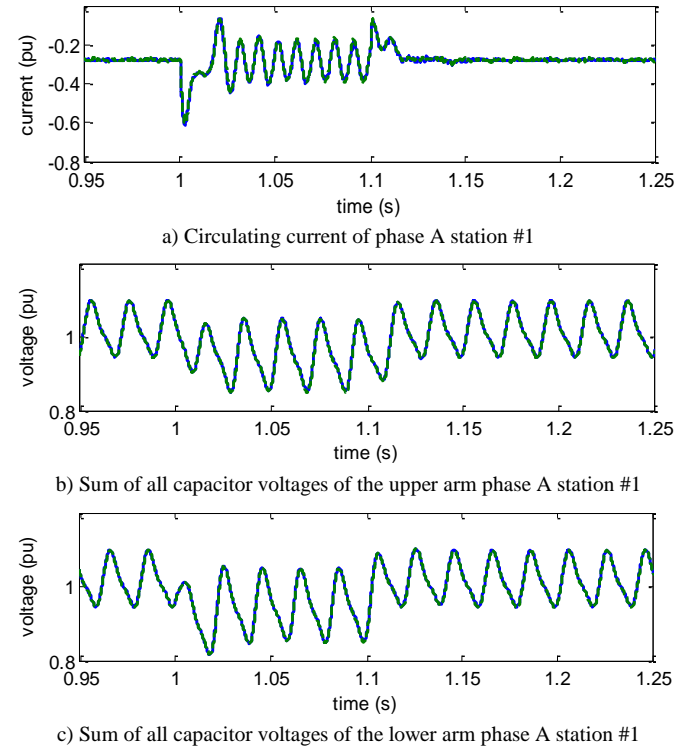 current (pu)
-0.2
-0.4
-0.6
-0.8
0.95 1 1.05 1.1 1.15 1.2 1.25
time (s)
a) Circulating current of phase A station #1
voltage (pu)
1
0.8
0.95 1 1.05 1.1 1.15 1.2 1.25
time (s)
b) Sum of all capacitor voltages of the upper arm phase A station #1
voltage (pu)
1
0.8
0.95 1 1.05 1.1 1.15 1.2 1.25
time (s)
c) Sum of all capacitor voltages of the lower arm phase A station #1